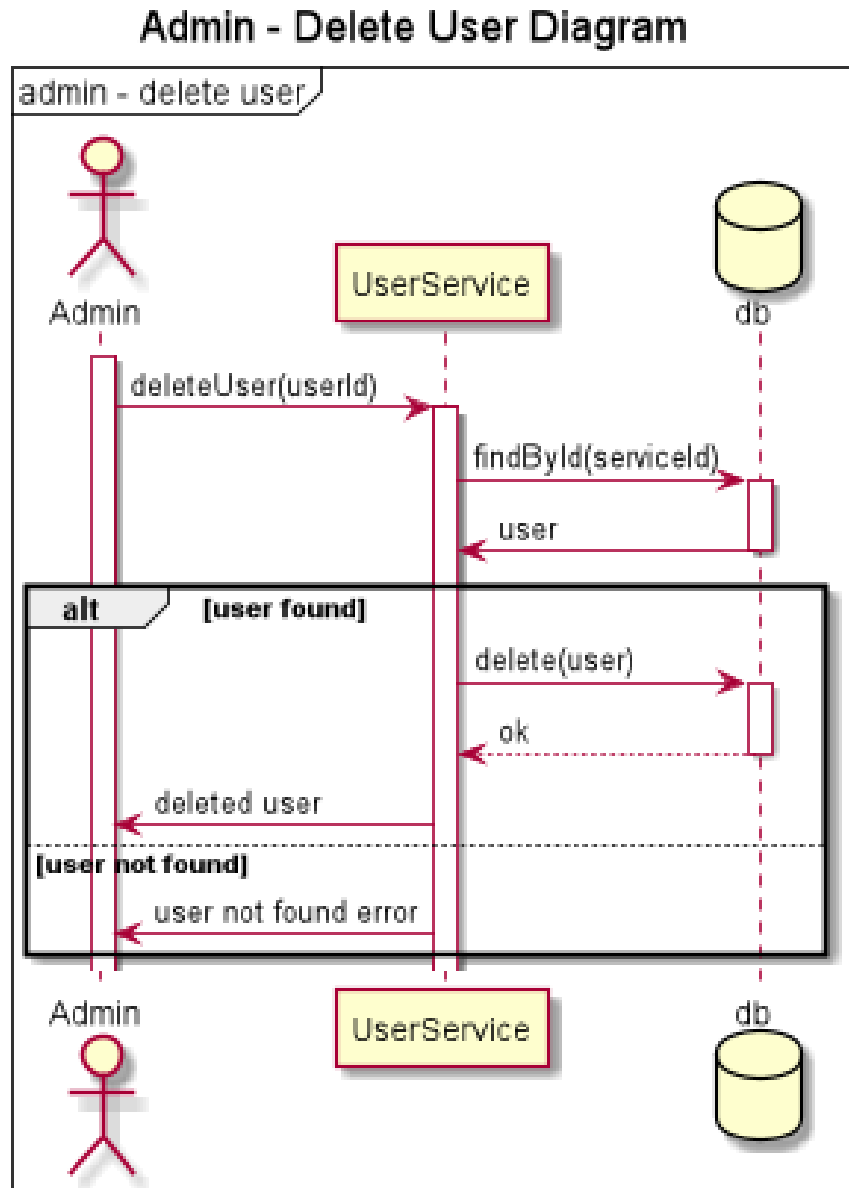 Admin - Delete User Diagram
admin - delete user
Admin
UserService
db
deleteUser(userId)
findById(serviceId)
user
alt [user found]
delete(user)
ok
deleted user
[user not found]
user not found error
Admin
UserService
db